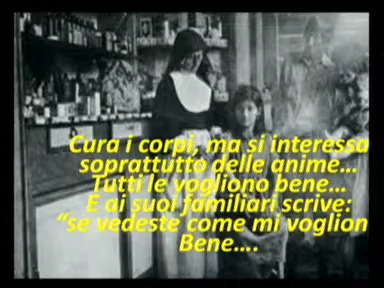 Cura i corpi, ma si interessa
soprattutto delle anime...
Tutti le vogliono bene...
E ai suoi familiari scrive:
“se vedeste come mi voglion
Bene....